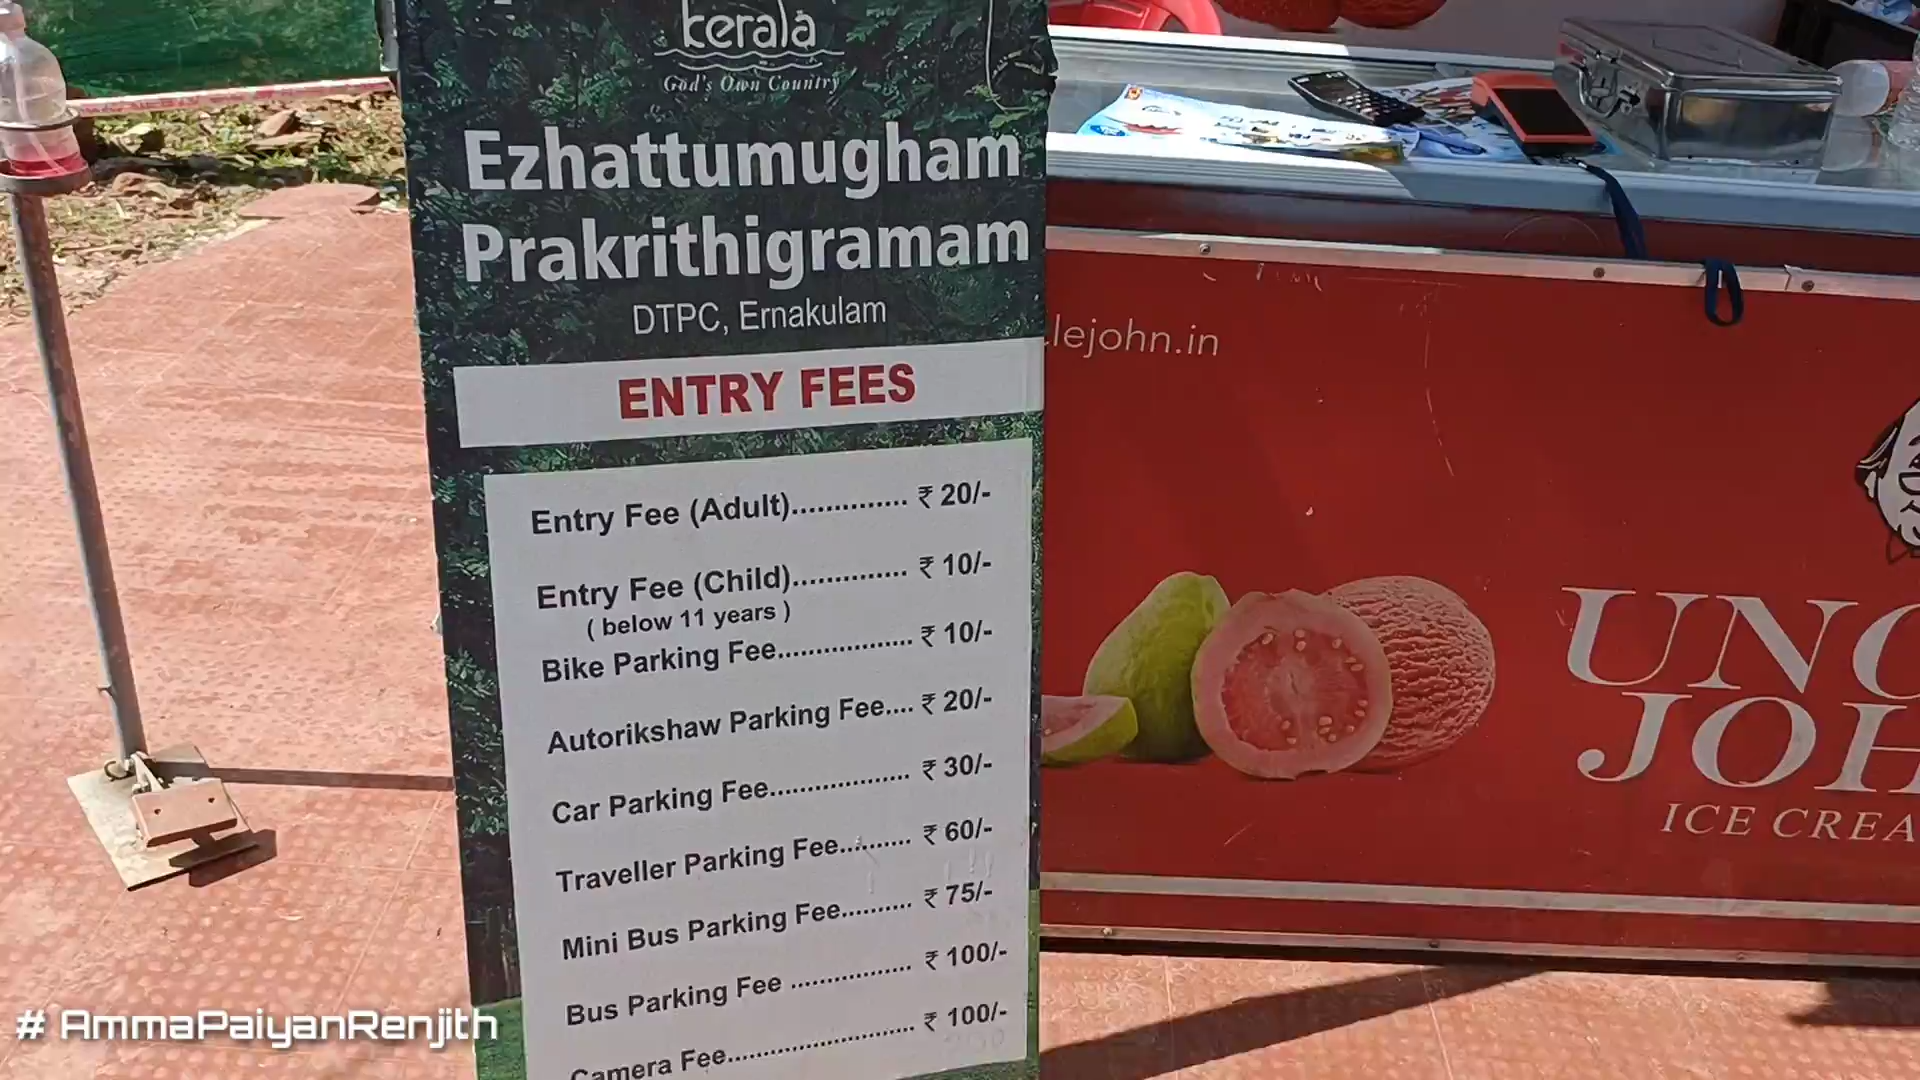 kerala
God's Own Country
Ezhattumugham
Prakrithigramam
DTPC, Ernakulam
ENTRY FEES
Entry Fee (Adult).............. ₹ 20/-
Entry Fee (Child).............. ₹ 10/-
( below 11 years )
Bike Parking Fee................. ₹ 10/-
Autorikshaw Parking Fee.... ₹ 20/-
Car Parking Fee.................. ₹ 30/-
Traveller Parking Fee.......... ₹ 60/-
Mini Bus Parking Fee.......... ₹ 75/-
Bus Parking Fee ............... ₹ 100/-
Camera Fee........................ ₹ 100/-
lejohn.in
UNC
JOH
ICE CREA
# AmmaPaiyanRenjith